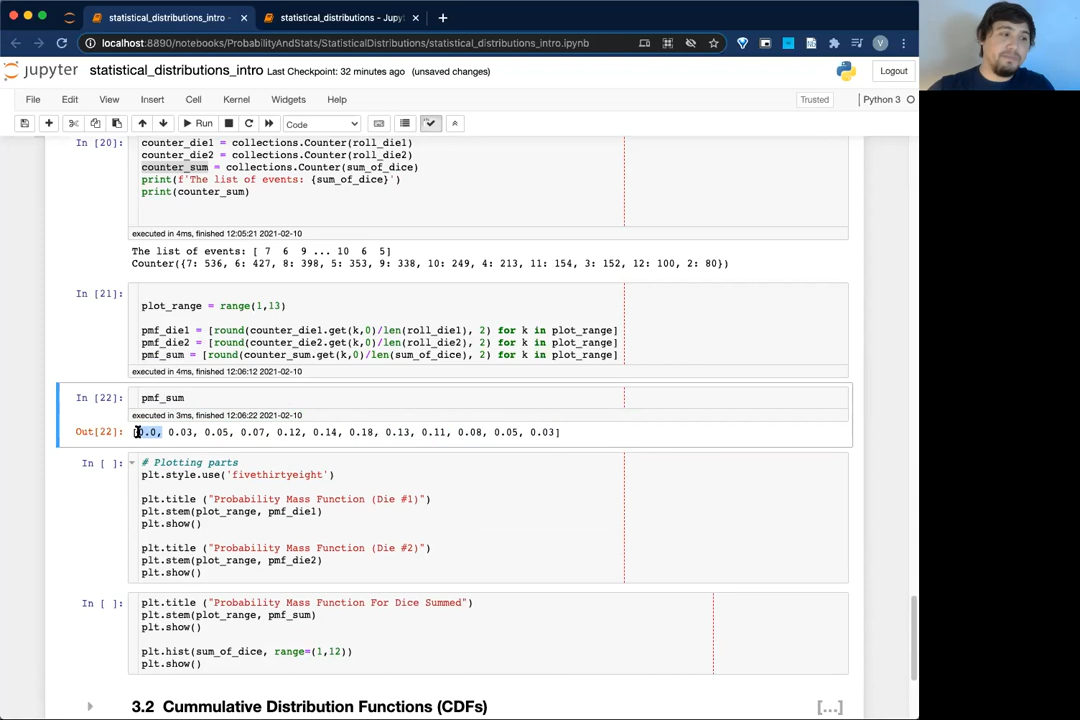 statistical_distributions_intro -
statistical_distributions - Jupyt
localhost:8890/notebooks/ProbabilityAndStats/StatisticalDistributions/statistical_distributions_intro.ipynb
V
jupyter statistical_distributions_intro Last Checkpoint: 32 minutes ago (unsaved changes)
Logout
File Edit View Insert Cell Kernel Widgets Help
Trusted
Python 3
Run
Code
In [20]:
counter_die1 = collections.Counter(roll_die1)
counter_die2 = collections.Counter(roll_die2)
counter_sum = collections.Counter(sum_of_dice)
print(f'The list of events: {sum_of_dice}')
print(counter_sum)
executed in 4ms, finished 12:05:21 2021-02-10
The list of events: [ 7 6 9 ... 10 6 5]
Counter({7: 536, 6: 427, 8: 398, 5: 353, 9: 338, 10: 249, 4: 213, 11: 154, 3: 152, 12: 100, 2: 80})
In [21]:
plot_range = range(1,13)
pmf_die1 = [round(counter_die1.get(k,0)/len(roll_die1), 2) for k in plot_range]
pmf_die2 = [round(counter_die2.get(k,0)/len(roll_die2), 2) for k in plot_range]
pmf_sum = [round(counter_sum.get(k,0)/len(sum_of_dice), 2) for k in plot_range]
executed in 4ms, finished 12:06:12 2021-02-10
In [22]:
pmf_sum
executed in 3ms, finished 12:06:22 2021-02-10
Out[22]: [0.0, 0.03, 0.05, 0.07, 0.12, 0.14, 0.18, 0.13, 0.11, 0.08, 0.05, 0.03]
In [ ]:
# Plotting parts
plt.style.use('fivethirtyeight')
plt.title ("Probability Mass Function (Die #1)")
plt.stem(plot_range, pmf_die1)
plt.show()
plt.title ("Probability Mass Function (Die #2)")
plt.stem(plot_range, pmf_die2)
plt.show()
In [ ]:
plt.title ("Probability Mass Function For Dice Summed")
plt.stem(plot_range, pmf_sum)
plt.show()
plt.hist(sum_of_dice, range=(1,12))
plt.show()
3.2 Cummulative Distribution Functions (CDFs)
[...]